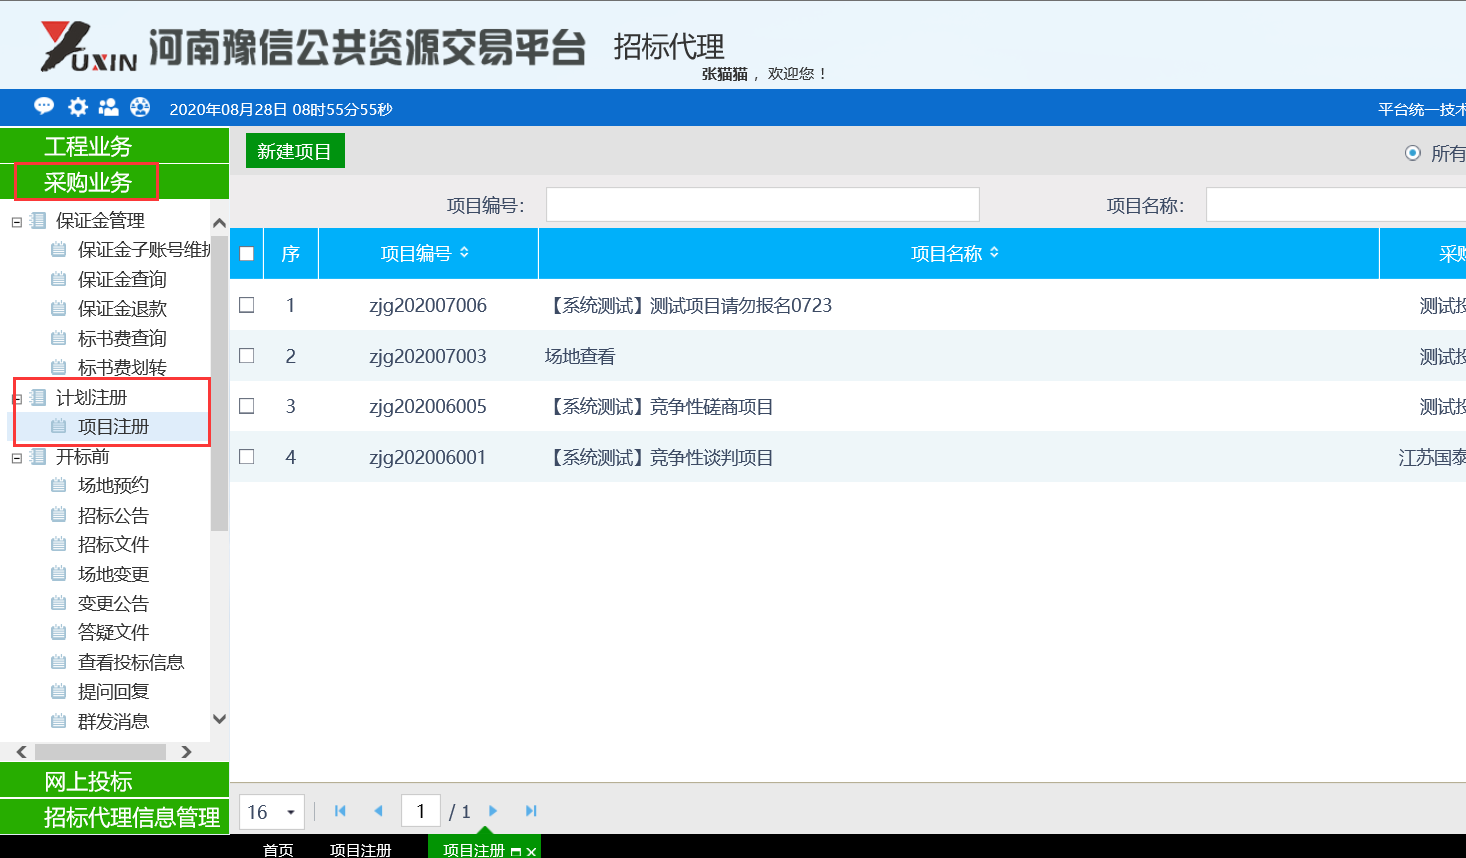 YUXIN 河南豫信公共资源交易平台 招标代理
张猫猫， 欢迎您！
2020年08月28日 08时55分55秒
平台统一技术
工程业务
采购业务
保证金管理
保证金子账号维护
保证金查询
保证金退款
标书费查询
标书费划转
计划注册
项目注册
开标前
场地预约
招标公告
招标文件
场地变更
变更公告
答疑文件
查看投标信息
提问回复
群发消息
网上投标
招标代理信息管理
新建项目
所有
项目编号：
项目名称：
序 项目编号 项目名称 采购
1 zjg202007006 【系统测试】测试项目请勿报名0723 测试投
2 zjg202007003 场地查看 测试投
3 zjg202006005 【系统测试】竞争性磋商项目 测试投
4 zjg202006001 【系统测试】竞争性谈判项目 江苏国泰
16 1 / 1
首页 项目注册 项目注册